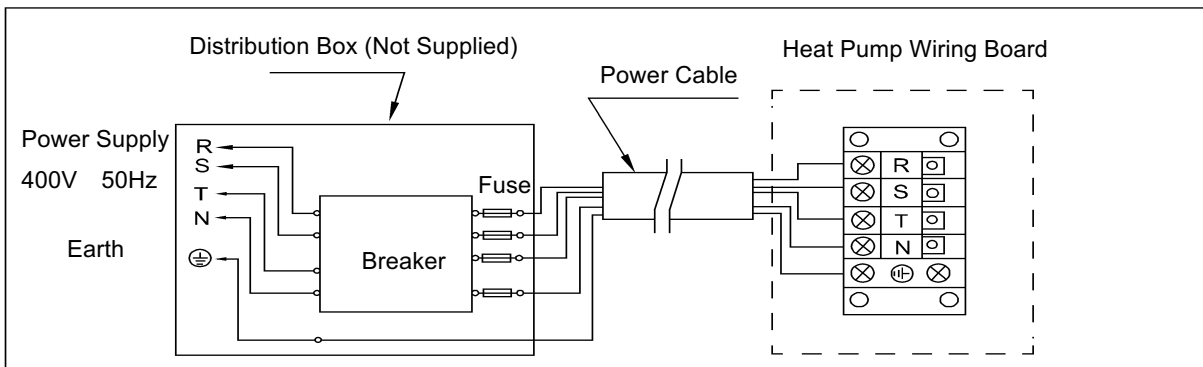 Distribution Box (Not Supplied)
Heat Pump Wiring Board
Power Cable
Power Supply
400V 50Hz
Earth
R
S
T
N
Fuse
Breaker
R
S
T
N